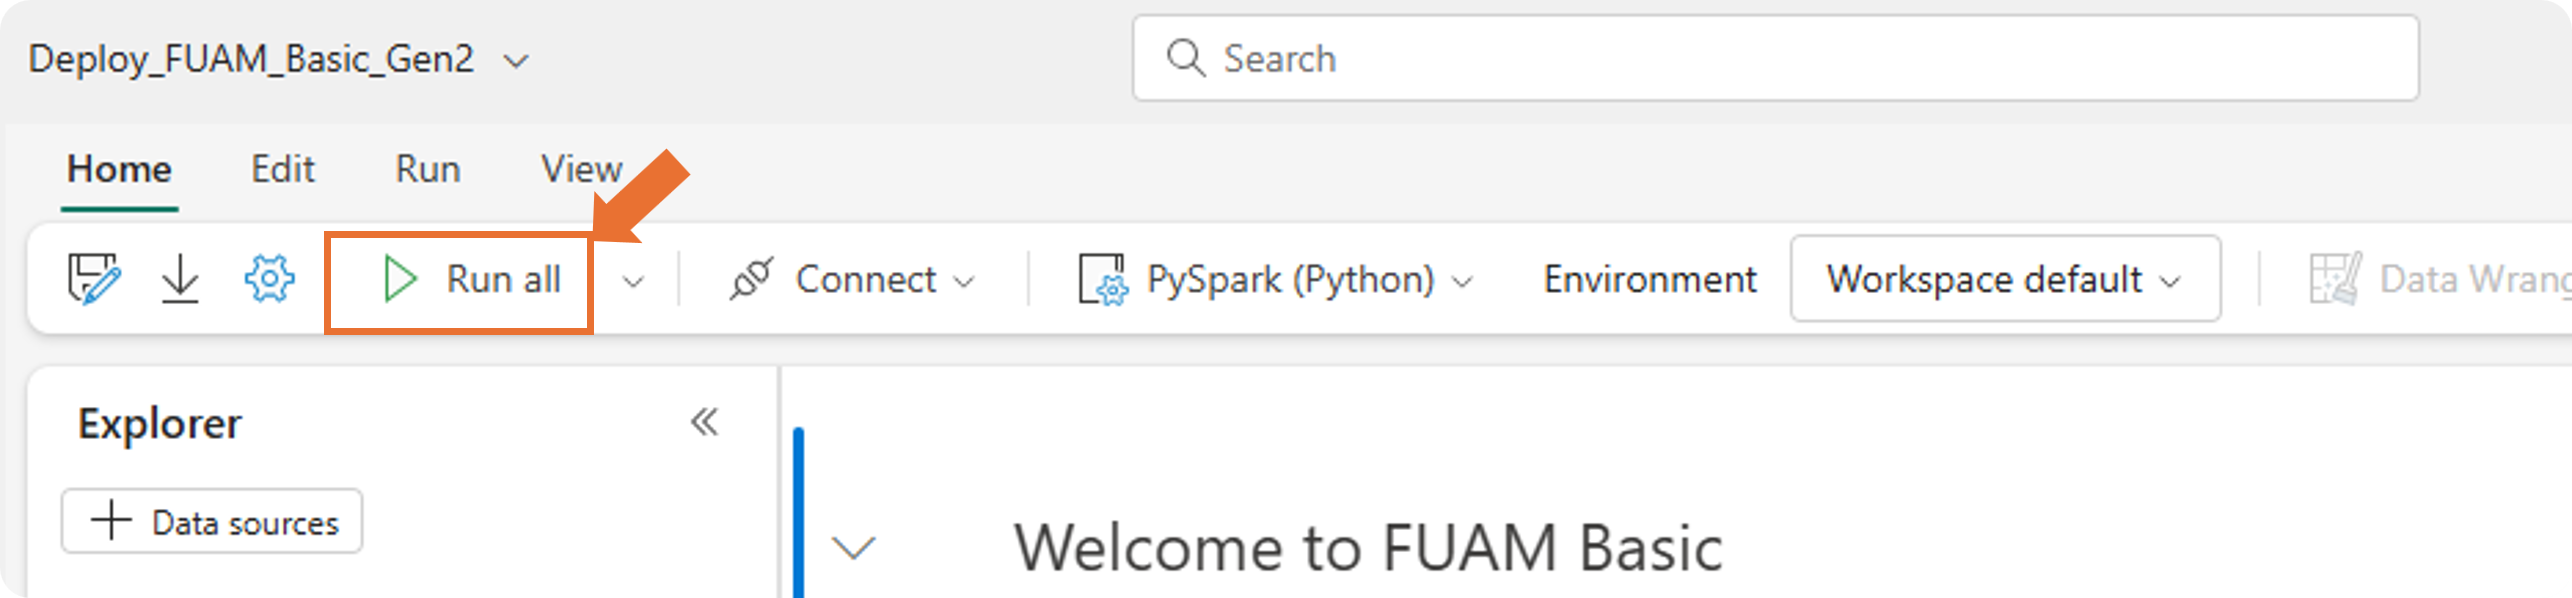 Deploy_FUAM_Basic_Gen2
Search
Home Edit Run View
Run all Connect PySpark (Python) Environment Workspace default Data
Explorer
Data sources
Welcome to FUAM Basic